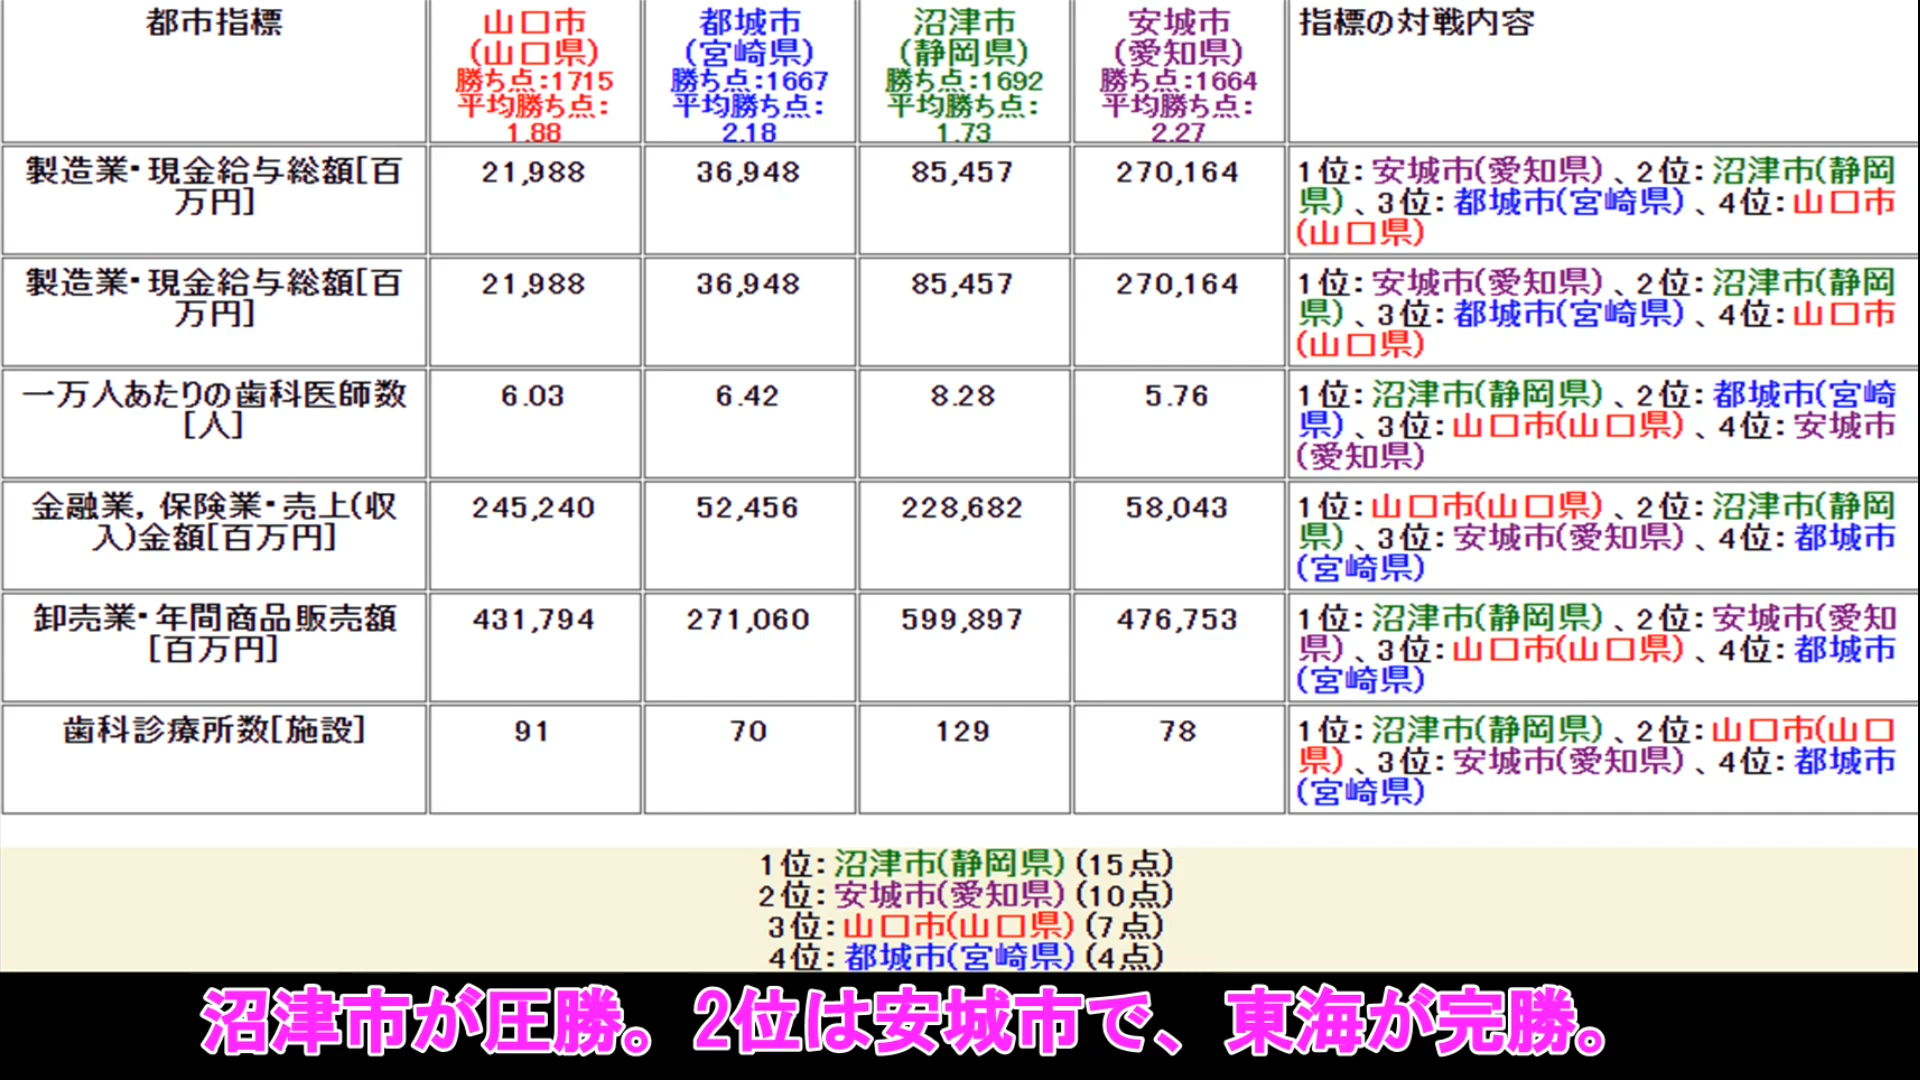 都市指標
山口市
(山口県)
勝ち点:1715
平均勝ち点:
1.88
都城市
(宮崎県)
勝ち点:1667
平均勝ち点:
2.18
沼津市
(静岡県)
勝ち点:1692
平均勝ち点:
1.73
安城市
(愛知県)
勝ち点:1664
平均勝ち点:
2.27
指標の対戦内容
製造業・現金給与総額[百
万円]
21,988
36,948
85,457
270,164
1位:安城市(愛知県)、2位:沼津市(静岡
県)、3位:都城市(宮崎県)、4位:山口市
(山口県)
製造業・現金給与総額[百
万円]
21,988
36,948
85,457
270,164
1位:安城市(愛知県)、2位:沼津市(静岡
県)、3位:都城市(宮崎県)、4位:山口市
(山口県)
一万人あたりの歯科医師数
[人]
6.03
6.42
8.28
5.76
1位:沼津市(静岡県)、2位:都城市(宮崎
県)、3位:山口市(山口県)、4位:安城市
(愛知県)
金融業，保険業・売上(収
入)金額[百万円]
245,240
52,456
228,682
58,043
1位:山口市(山口県)、2位:沼津市(静岡
県)、3位:安城市(愛知県)、4位:都城市
(宮崎県)
卸売業・年間商品販売額
[百万円]
431,794
271,060
599,897
476,753
1位:沼津市(静岡県)、2位:安城市(愛知
県)、3位:山口市(山口県)、4位:都城市
(宮崎県)
歯科診療所数[施設]
91
70
129
78
1位:沼津市(静岡県)、2位:山口市(山口
県)、3位:安城市(愛知県)、4位:都城市
(宮崎県)
1位:沼津市(静岡県)(15点)
2位:安城市(愛知県)(10点)
3位:山口市(山口県)(7点)
4位:都城市(宮崎県)(4点)
沼津市が圧勝。2位は安城市で、東海が完勝。